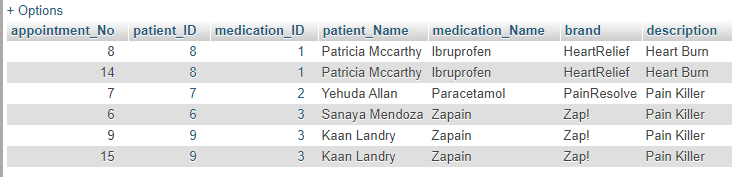 + Options
appointment_No patient_ID medication_ID patient_Name medication_Name brand description
8 8 1 Patricia Mccarthy Ibruprofen HeartRelief Heart Burn
14 8 1 Patricia Mccarthy Ibruprofen HeartRelief Heart Burn
7 7 2 Yehuda Allan Paracetamol PainResolve Pain Killer
6 6 3 Sanaya Mendoza Zapain Zap! Pain Killer
9 9 3 Kaan Landry Zapain Zap! Pain Killer
15 9 3 Kaan Landry Zapain Zap! Pain Killer